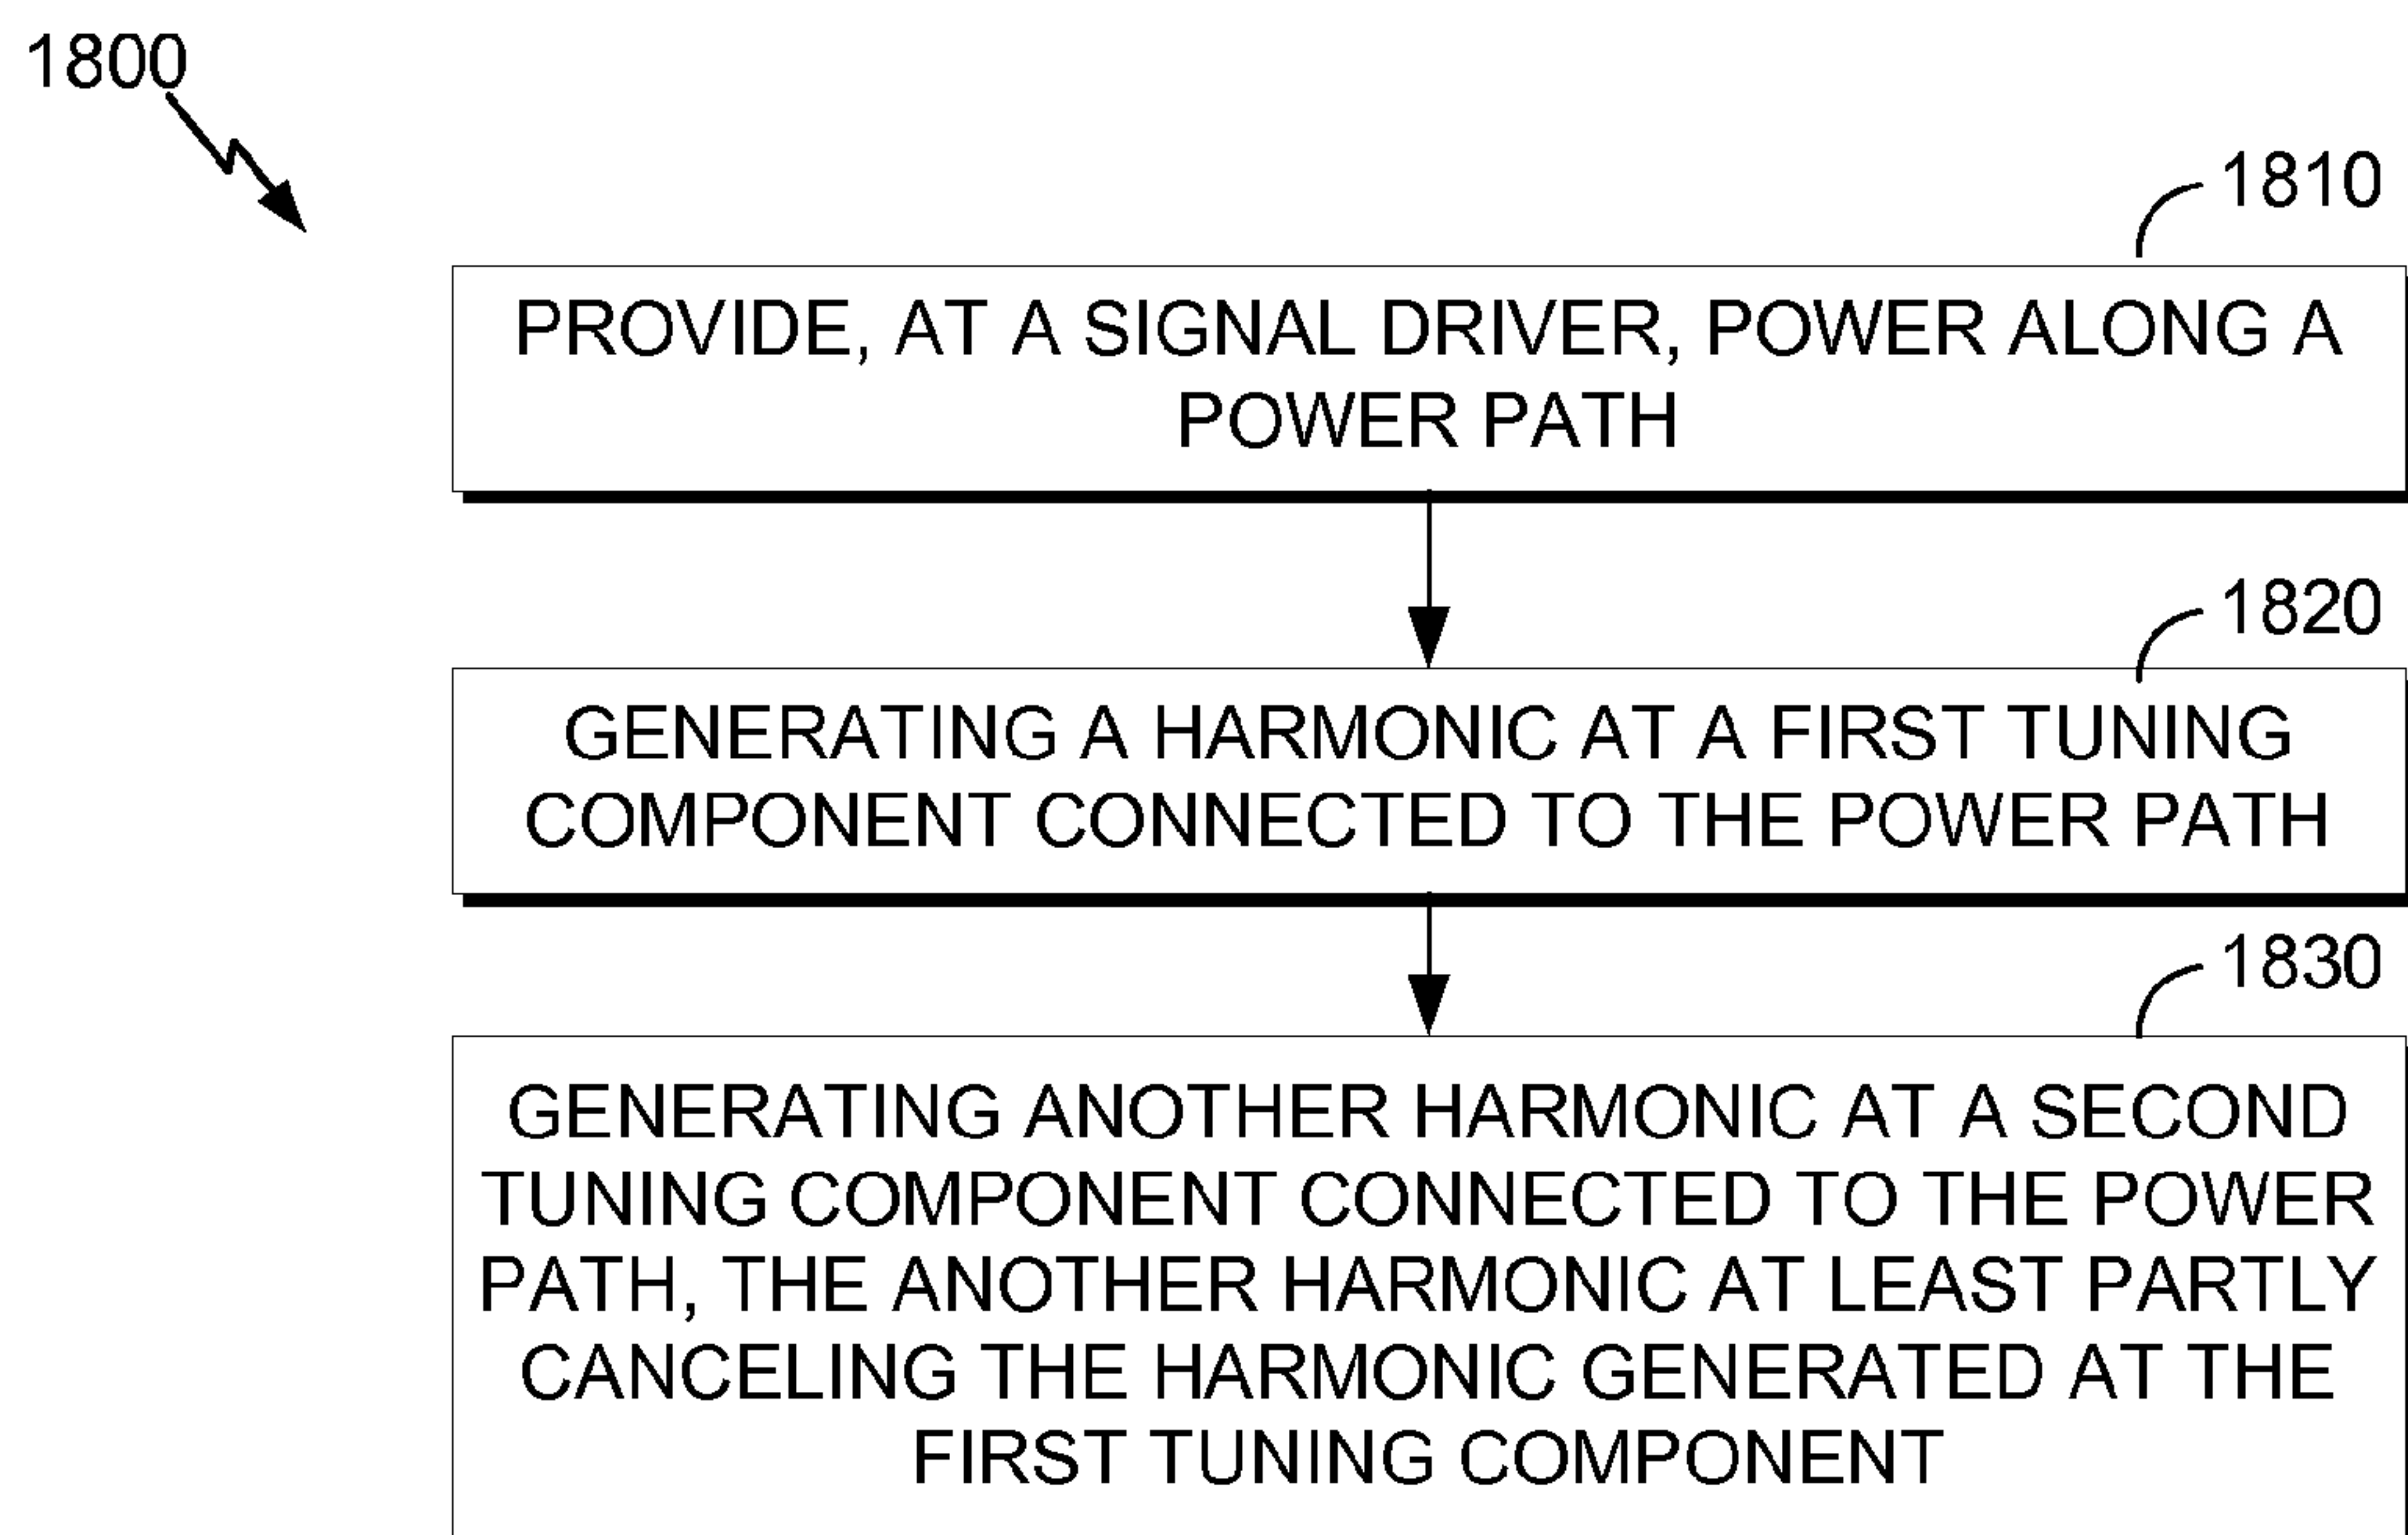 1800
1810
PROVIDE, AT A SIGNAL DRIVER, POWER ALONG A
POWER PATH
1820
GENERATING A HARMONIC AT A FIRST TUNING
COMPONENT CONNECTED TO THE POWER PATH
1830
GENERATING ANOTHER HARMONIC AT A SECOND
TUNING COMPONENT CONNECTED TO THE POWER
PATH, THE ANOTHER HARMONIC AT LEAST PARTLY
CANCELING THE HARMONIC GENERATED AT THE
FIRST TUNING COMPONENT